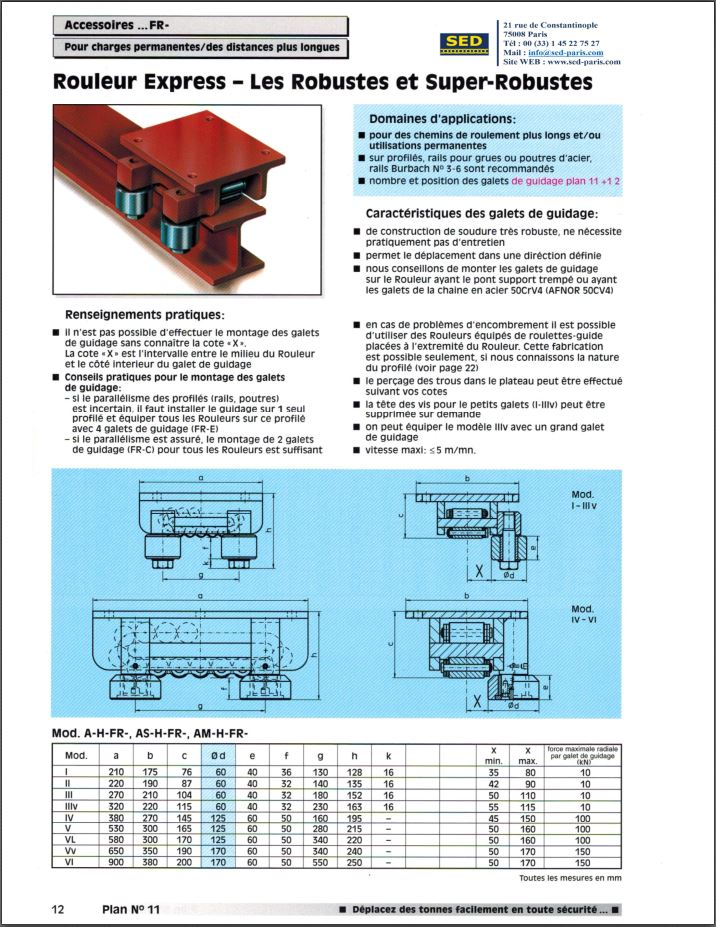 Accessoires ...FR-
Pour charges permanentes/des distances plus longues
SED
21 rue de Constantinople
75008 Paris
Tél : 00 (33) 1 45 22 75 27
Mail : info@sed-paris.com
Site WEB : www.sed-paris.com
Rouleur Express – Les Robustes et Super-Robustes
Domaines d'applications:
■ pour des chemins de roulement plus longs et/ou
utilisations permanentes
■ sur profilés, rails pour grues ou poutres d'acier,
rails Burbach Nº 3-6 sont recommandés
■ nombre et position des galets de guidage plan 11 +1 2
Caractéristiques des galets de guidage:
■ de construction de soudure très robuste, ne nécessite
pratiquement pas d'entretien
■ permet le déplacement dans une diréction définie
■ nous conseillons de monter les galets de guidage
sur le Rouleur ayant le pont support trempé ou ayant
les galets de la chaine en acier 50CrV4 (AFNOR 50CV4)
Renseignements pratiques:
■ il n'est pas possible d'effectuer le montage des galets
de guidage sans connaître la cote «X».
La cote «X» est l'intervalle entre le milieu du Rouleur
et le côté interieur du galet de guidage
■ Conseils pratiques pour le montage des galets
de guidage:
– si le parallélisme des profilés (rails, poutres)
est incertain, il faut installer le guidage sur 1 seul
profilé et équiper tous les Rouleurs sur ce profilé
avec 4 galets de guidage (FR-E)
– si le parallélisme est assuré, le montage de 2 galets
de guidage (FR-C) pour tous les Rouleurs est suffisant
■ en cas de problèmes d'encombrement il est possible
d'utiliser des Rouleurs équipés de roulettes-guide
placées à l'extremité du Rouleur. Cette fabrication
est possible seulement, si nous connaissons la nature
du profilé (voir page 22)
■ le perçage des trous dans le plateau peut être effectué
suivant vos cotes
■ la tête des vis pour le petits galets (I-IIIv) peut être
supprimée sur demande
■ on peut équiper le modèle IIIv avec un grand galet
de guidage
■ vitesse maxi: ≤ 5 m/mn.
a
h
f
k
g
b
c
e
X
Ød
Mod.
I – III v
a
h
f
g
b
c
e
X
Ød
Mod.
IV – VI
Mod. A-H-FR-, AS-H-FR-, AM-H-FR-
Mod. a b c Ød e f g h k X min. X max. force maximale radiale par galet de guidage (kN)
I 210 175 76 60 40 36 130 128 16 35 80 10
II 220 190 87 60 40 32 140 135 16 42 90 10
III 270 210 104 60 40 32 180 152 16 50 110 10
IIIv 320 220 115 60 40 32 230 163 16 55 115 10
IV 380 270 145 125 60 50 160 195 – 45 150 100
V 530 300 165 125 60 50 280 215 – 50 160 100
VL 580 300 170 125 60 50 340 220 – 50 160 100
Vv 650 350 190 170 60 50 340 240 – 50 170 150
VI 900 380 200 170 60 50 550 250 – 50 170 150
Toutes les mesures en mm
12 Plan Nº 11 ■ Déplacez des tonnes facilement en toute sécurité ... ■